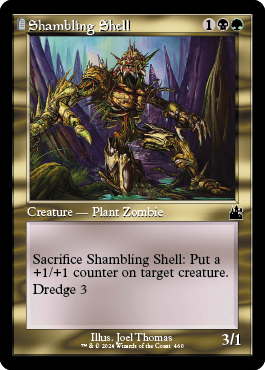 Shambling Shell 1
Creature — Plant Zombie
Sacrifice Shambling Shell: Put a
+1/+1 counter on target creature.
Dredge 3
Illus. Joel Thomas
™ & © 2024 Wizards of the Coast 460
3/1